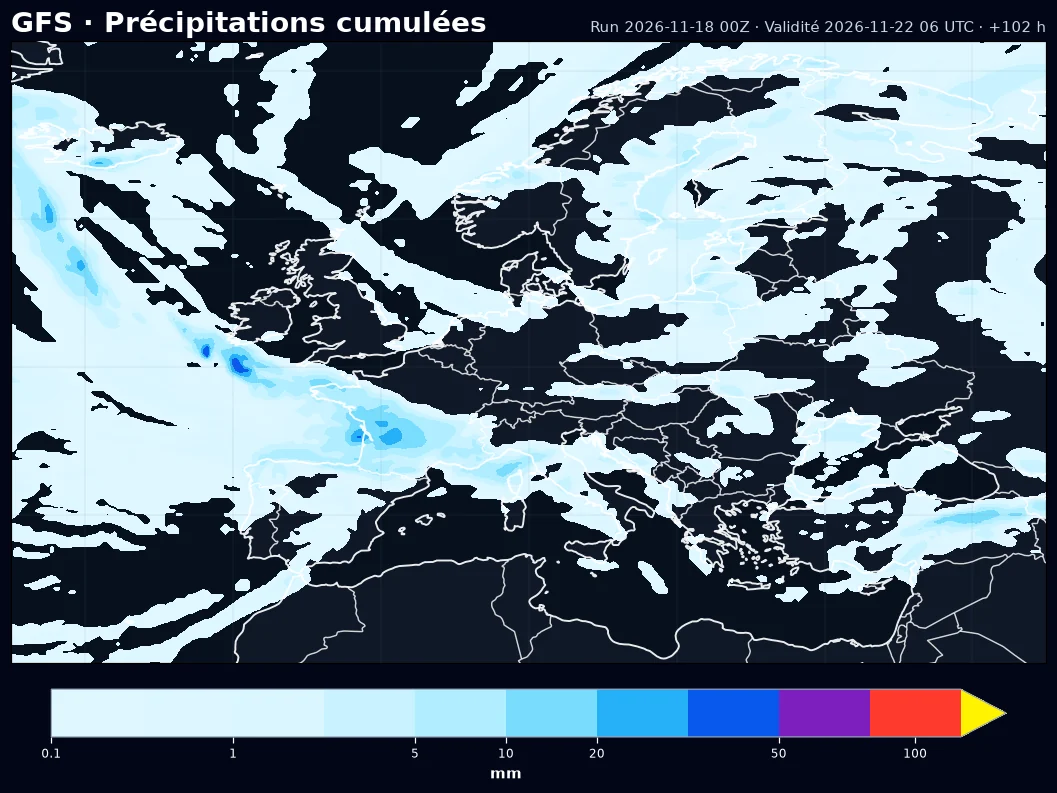 GFS · Précipitations cumulées
Run 2026-11-18 00Z · Validité 2026-11-22 06 UTC · +102 h
0.1 1 5 10 20 50 100
mm